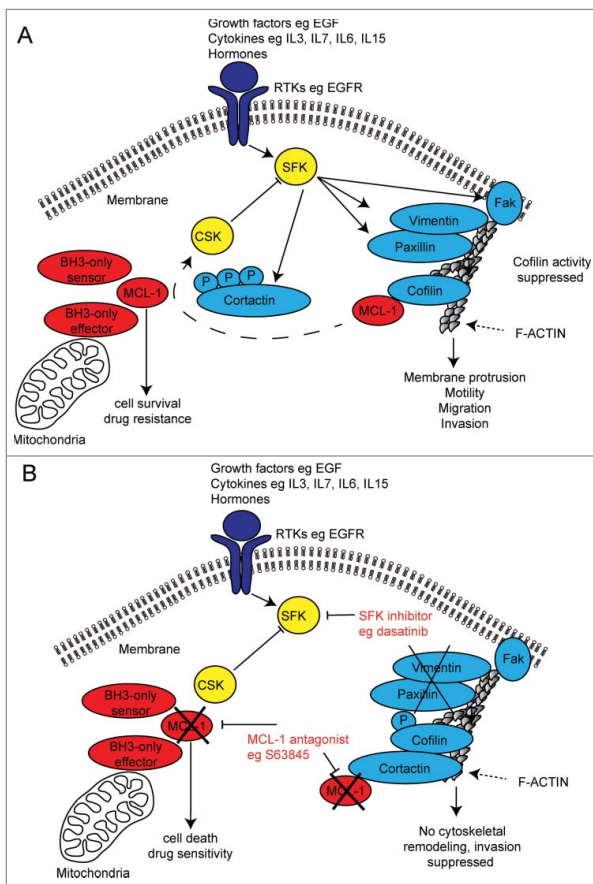 A
Growth factors eg EGF
Cytokines eg IL3, IL7, IL6, IL15
Hormones
RTKs eg EGFR
SFK
Membrane
Fak
Vimentin
CSK
Paxillin
Cofilin activity
suppressed
BH3-only
sensor
P P P
MCL-1
Cortactin
Cofilin
MCL-1
BH3-only
effector
F-ACTIN
Membrane protrusion
Motility
Migration
Invasion
cell survival
drug resistance
Mitochondria
B
Growth factors eg EGF
Cytokines eg IL3, IL7, IL6, IL15
Hormones
RTKs eg EGFR
SFK
SFK inhibitor
eg dasatinib
Membrane
Fak
Vimentin
CSK
Paxillin
BH3-only
sensor
P
MCL-1
MCL-1 antagonist
eg S63845
Cofilin
BH3-only
effector
Cortactin
MCL-1
F-ACTIN
cell death
drug sensitivity
No cytoskeletal
remodeling, invasion
suppressed
Mitochondria